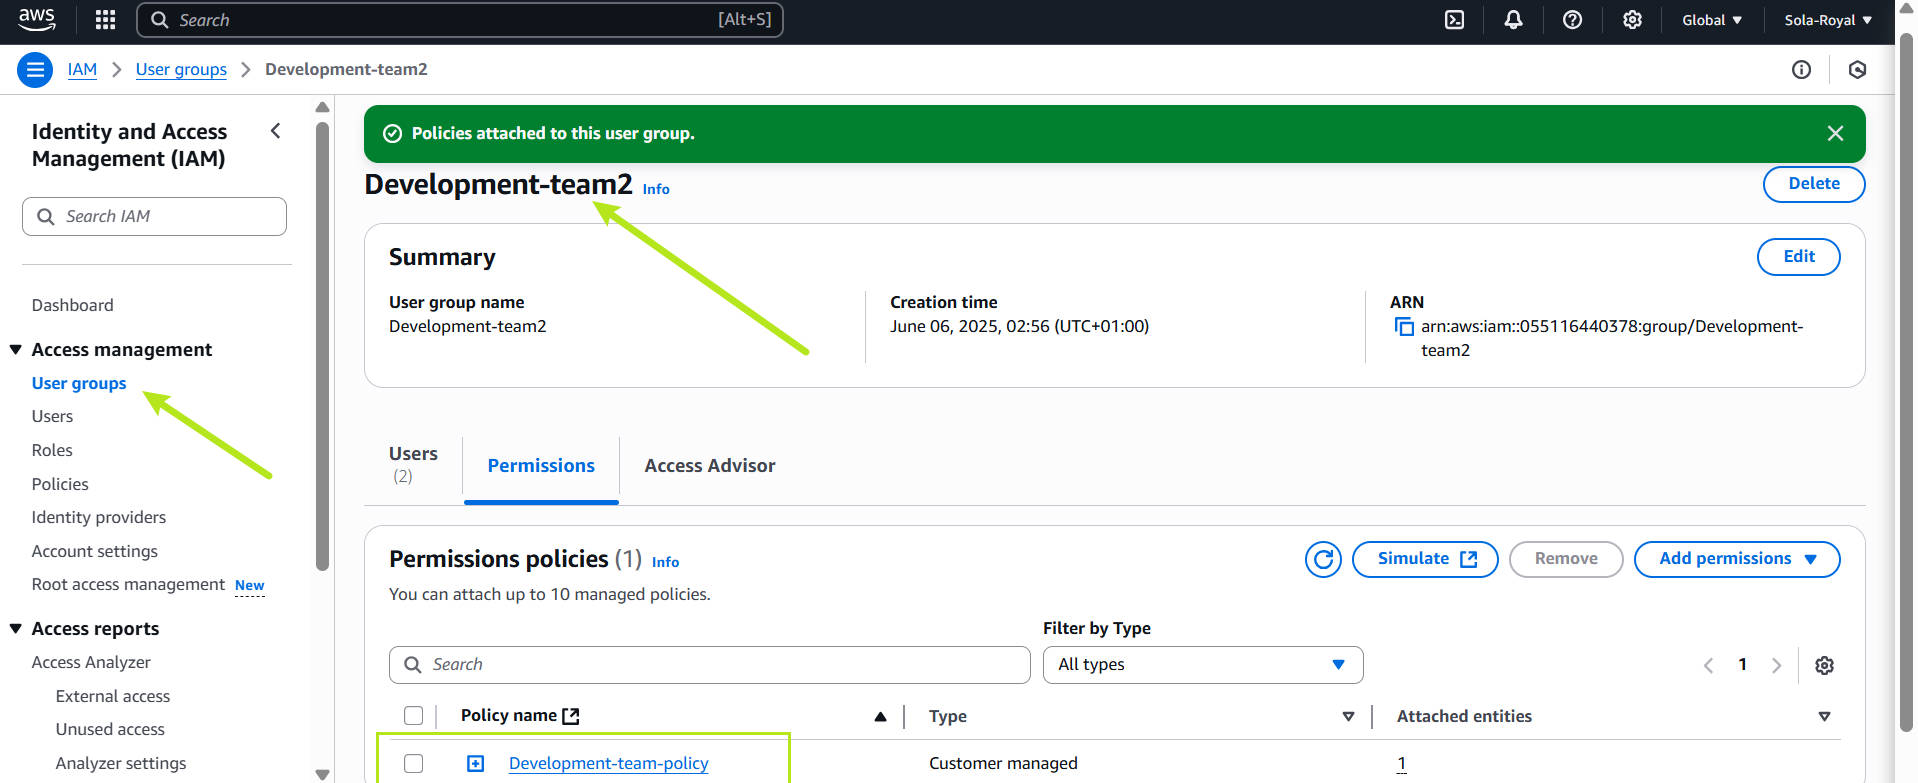 aws
Search [Alt+S]
Global
Sola-Royal
IAM
User groups
Development-team2
Identity and Access
Management (IAM)
Search IAM
Dashboard
Access management
User groups
Users
Roles
Policies
Identity providers
Account settings
Root access management New
Access reports
Access Analyzer
External access
Unused access
Analyzer settings
Policies attached to this user group.
Development-team2 Info
Delete
Summary
Edit
User group name
Development-team2
Creation time
June 06, 2025, 02:56 (UTC+01:00)
ARN
arn:aws:iam::055116440378:group/Development-
team2
Users
(2)
Permissions
Access Advisor
Permissions policies (1) Info
Simulate
Remove
Add permissions
You can attach up to 10 managed policies.
Filter by Type
Search
All types
1
Policy name
Type
Attached entities
Development-team-policy
Customer managed
1